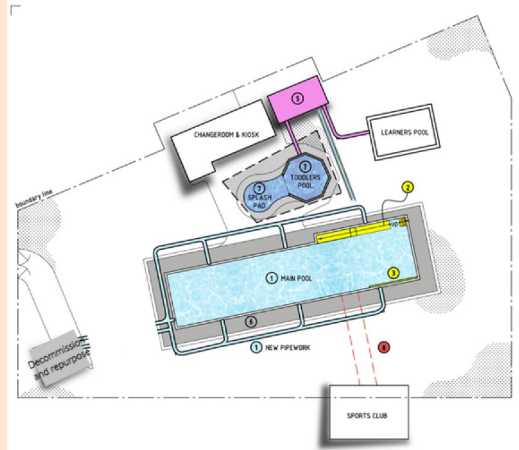 5
CHANGEROOM & KIOSK
LEARNERS POOL
7
TODDLERS
POOL
7
SPLASH
PAD
2
boundary line
up
1 MAIN POOL
3
6
1 NEW PIPEWORK
8
Decommission
and repurpose
SPORTS CLUB